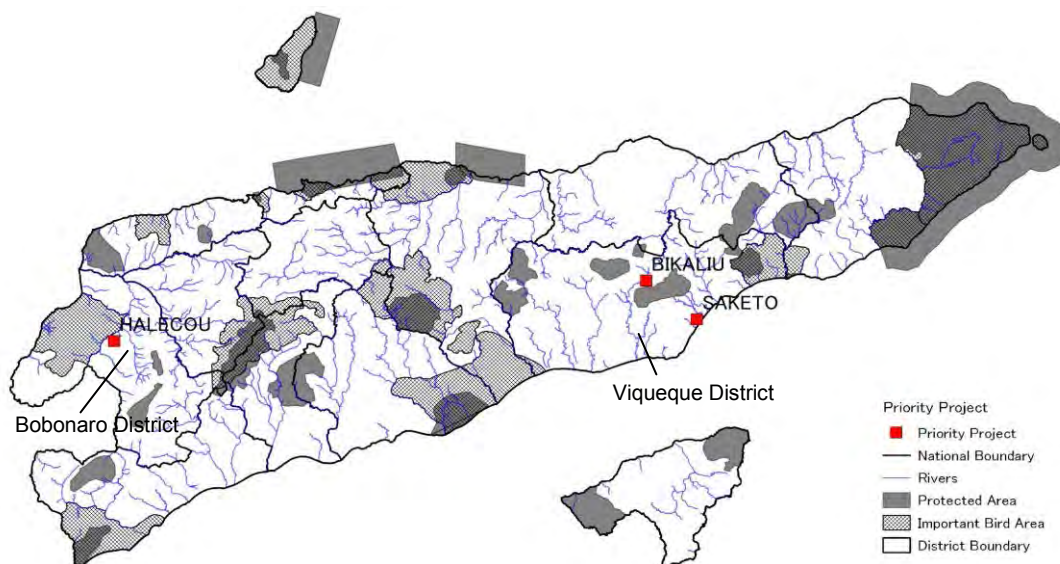 BIKALIU
SAKETO
HALECOU
Viqueque District
Bobonaro District
Priority Project
Priority Project
National Boundary
Rivers
Protected Area
Important Bird Area
District Boundary